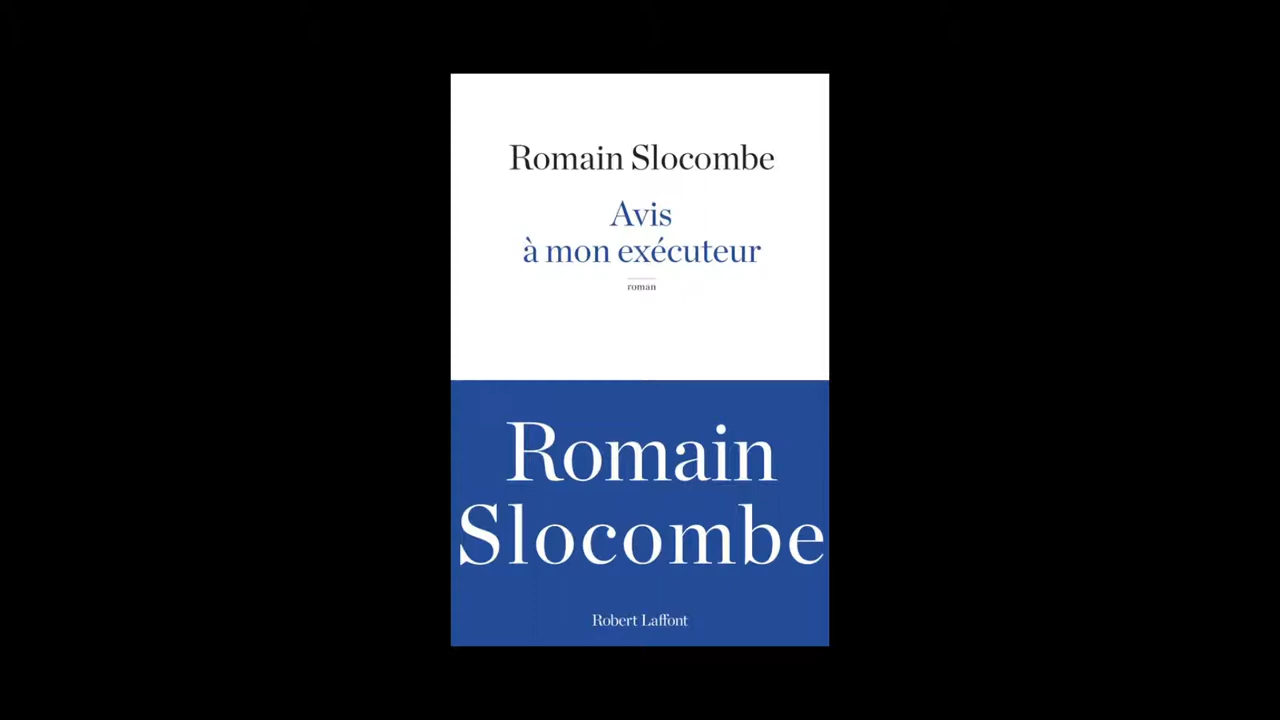 Romain Slocombe
Avis
à mon exécuteur
roman
Romain
Slocombe
Robert Laffont